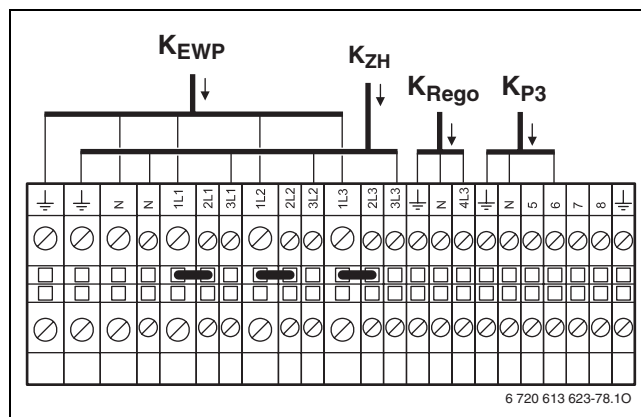 KEWP
KZH
KRego
KP3
N N 1L1 2L1 3L1 1L2 2L2 3L2 1L3 2L3 3L3 N 4L3 N 5 6 7 8
6 720 613 623-78.1O